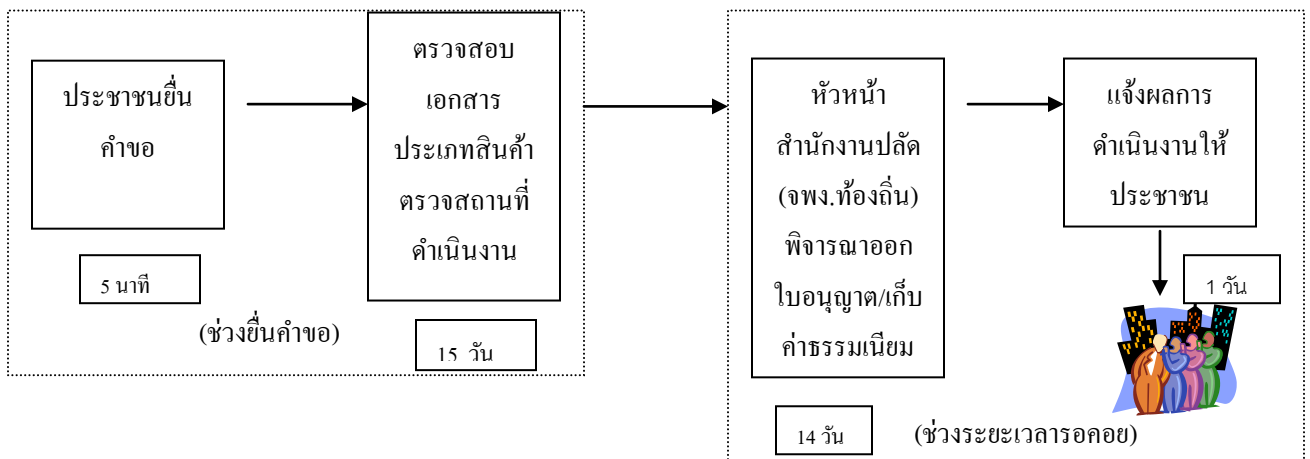 ประชาชนยื่น
คำขอ
5 นาที
ตรวจสอบ
เอกสาร
ประเภทสินค้า
ตรวจสถานที่
ดำเนินงาน
15 วัน
(ช่วงยื่นคำขอ)
หัวหน้า
สำนักงานปลัด
(จพง.ท้องถิ่น)
พิจารณาออก
ใบอนุญาต/เก็บ
ค่าธรรมเนียม
14 วัน
แจ้งผลการ
ดำเนินงานให้
ประชาชน
1 วัน
(ช่วงระยะเวลารอคอย)